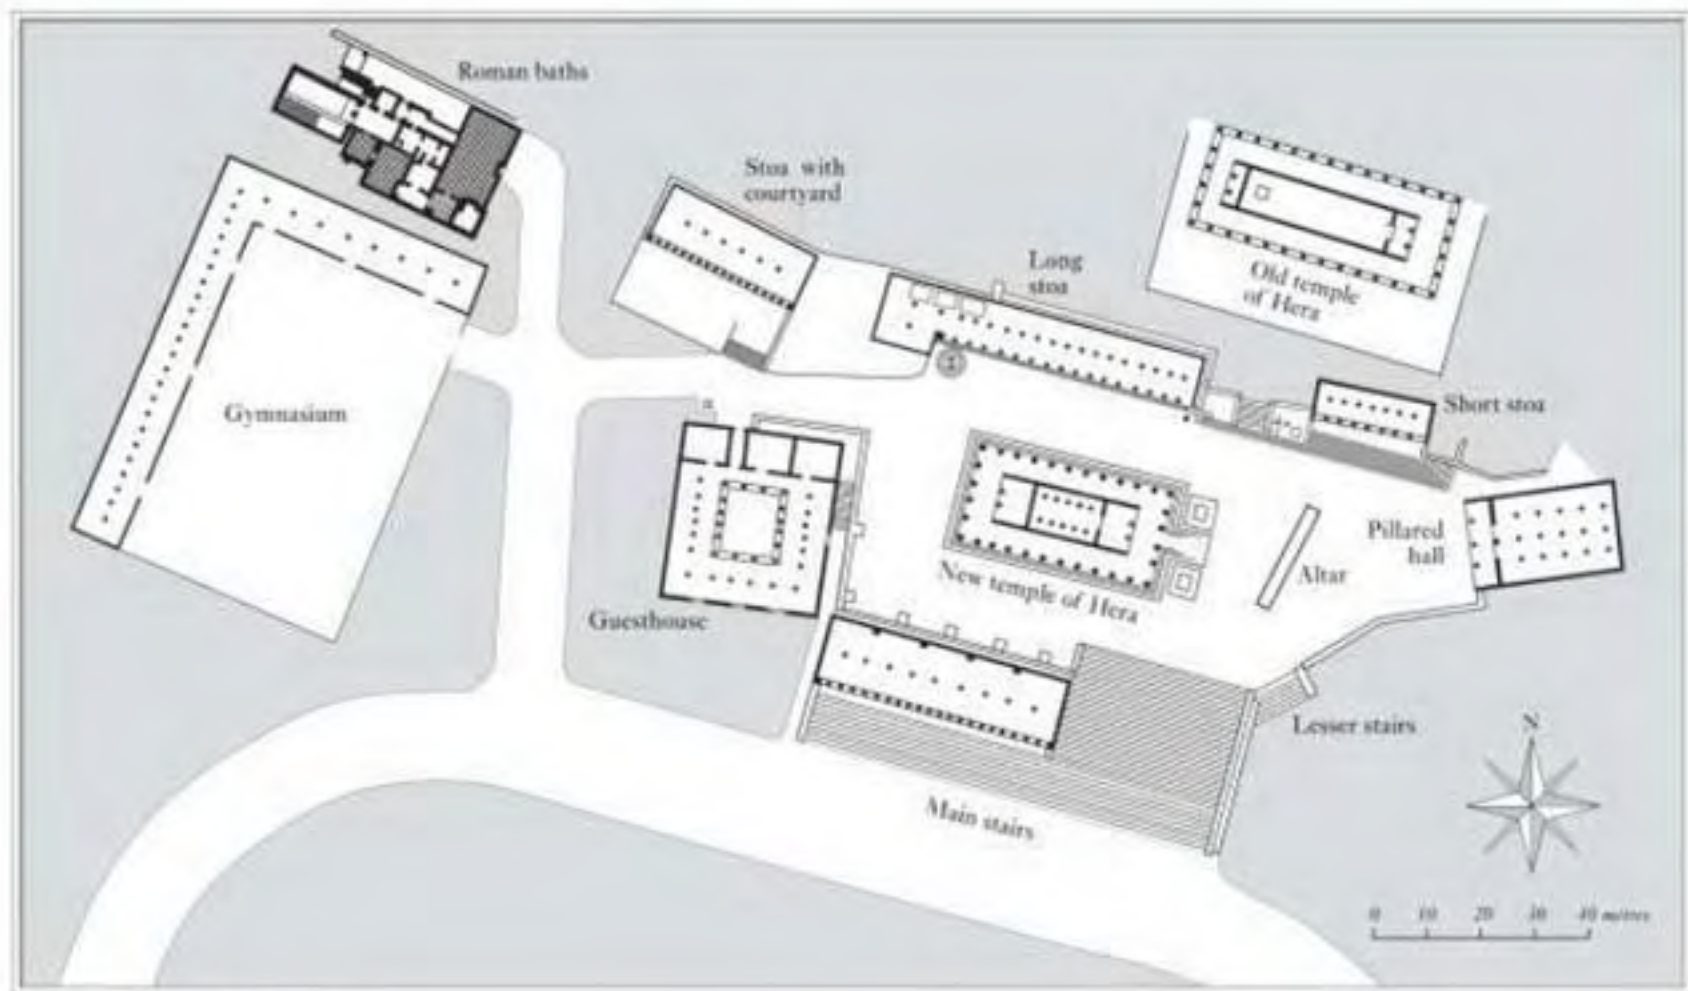 Roman baths
Stoa with
courtyard
Long
stoa
Old temple
of Hera
Short stoa
Gymnasium
Pillared
hall
New temple of Hera
Altar
Guesthouse
Lesser stairs
N
Main stairs
0 10 20 30 40 metres